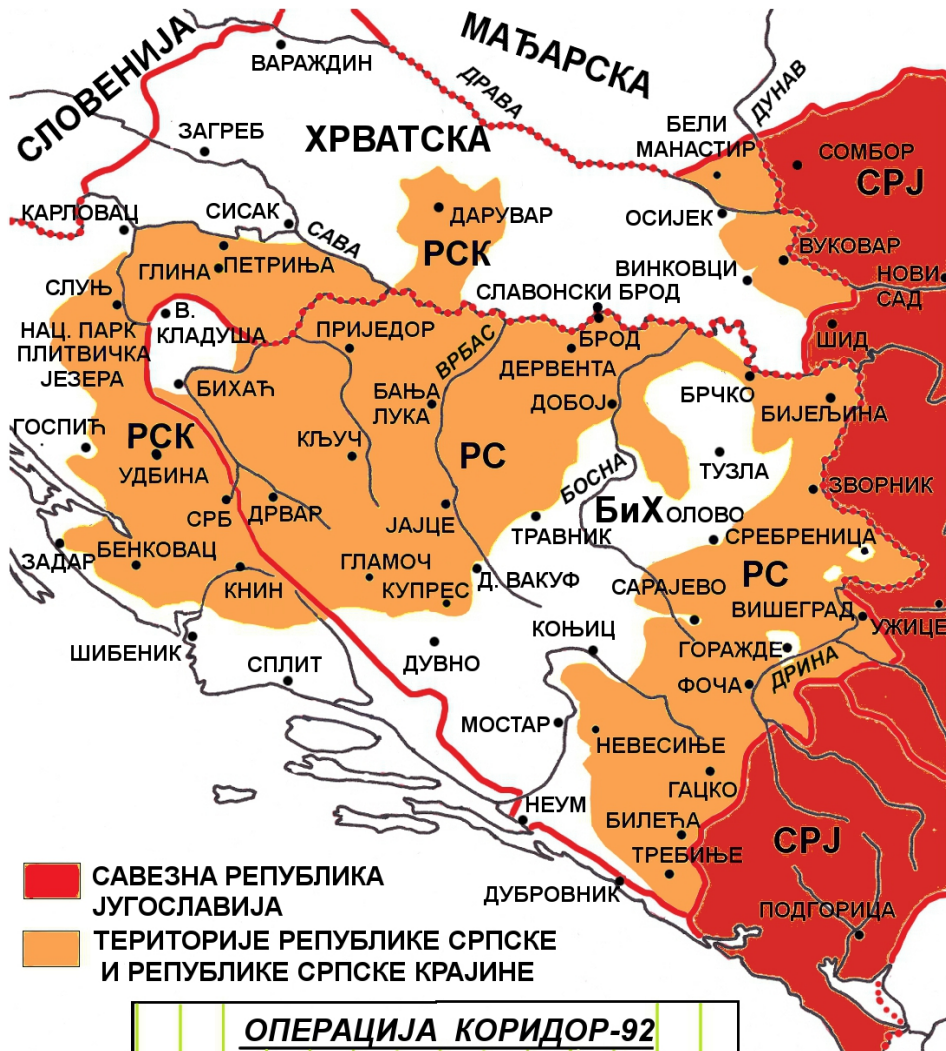 МАЂАРСКА
СЛОВЕНИЈА
ВАРАЖДИН
ДРАВА
ДУНАВ
ЗАГРЕБ
ХРВАТСКА
БЕЛИ
МАНАСТИР
СОМБОР
СРЈ
КАРЛОВАЦ
СИСАК
САВА
ДАРУВАР
РСК
ОСИЈЕК
ВУКОВАР
ГЛИНА
ПЕТРИЊА
ВИНКОВЦИ
НОВИ
САД
СЛУЊ
СЛАВОНСКИ БРОД
БРОД
ШИД
НАЦ. ПАРК
ПЛИТВИЧКА
ЈЕЗЕРА
В.
КЛАДУША
ПРИЈЕДОР
ВРБАС
ДЕРВЕНТА
БИХАЋ
БАЊА
ЛУКА
ДОБОЈ
БРЧКО
БИЈЕЉИНА
ГОСПИЋ
РСК
УДБИНА
КЉУЧ
РС
БОСНА
ТУЗЛА
ЗВОРНИК
СРБ
ДРВАР
ЈАЈЦЕ
ТРАВНИК
БиХ
ОЛОВО
СРЕБРЕНИЦА
ЗАДАР
БЕНКОВАЦ
КНИН
ГЛАМОЧ
КУПРЕС
Д. ВАКУФ
САРАЈЕВО
РС
ВИШЕГРАД
УЖИЦЕ
ШИБЕНИК
СПЛИТ
ДУВНО
КОЊИЦ
ГОРАЖДЕ
ДРИНА
ФОЧА
МОСТАР
НЕВЕСИЊЕ
ГАЦКО
НЕУМ
БИЛЕЋА
ТРЕБИЊЕ
СРЈ
ДУБРОВНИК
ПОДГОРИЦА
САВЕЗНА РЕПУБЛИКА
ЈУГОСЛАВИЈА
ТЕРИТОРИЈЕ РЕПУБЛИКЕ СРПСКЕ
И РЕПУБЛИКЕ СРПСКЕ КРАЈИНЕ
ОПЕРАЦИЈА КОРИДОР-92